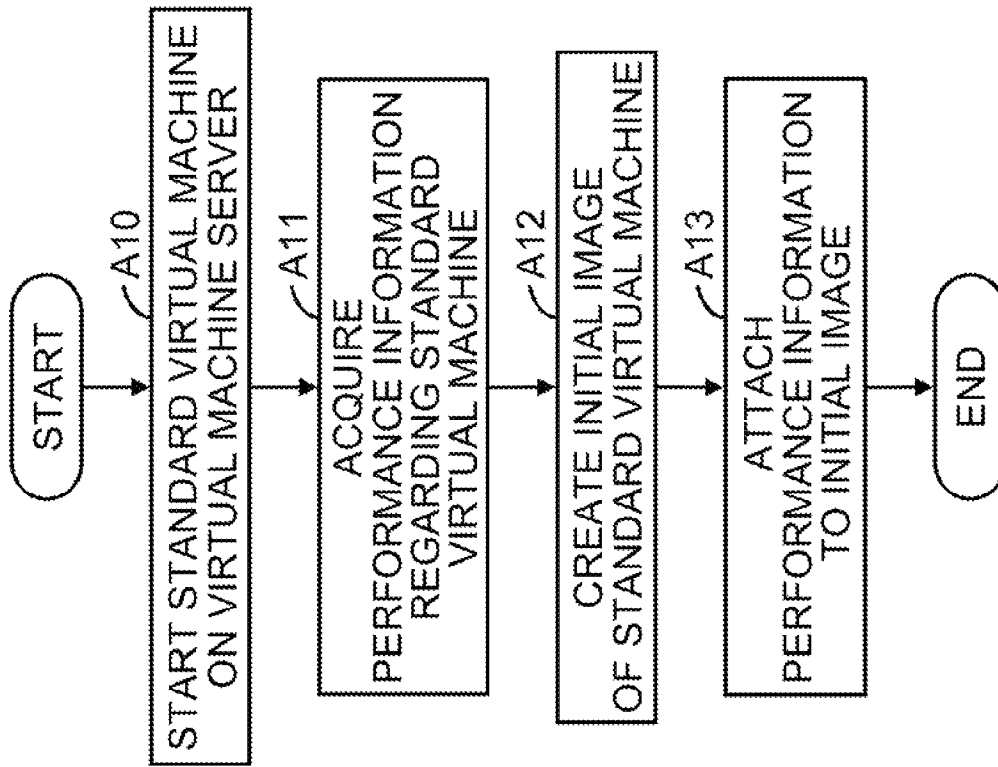 START
A10
START STANDARD VIRTUAL MACHINE
ON VIRTUAL MACHINE SERVER
A11
ACQUIRE
PERFORMANCE INFORMATION
REGARDING STANDARD
VIRTUAL MACHINE
A12
CREATE INITIAL IMAGE
OF STANDARD VIRTUAL MACHINE
A13
ATTACH
PERFORMANCE INFORMATION
TO INITIAL IMAGE
END